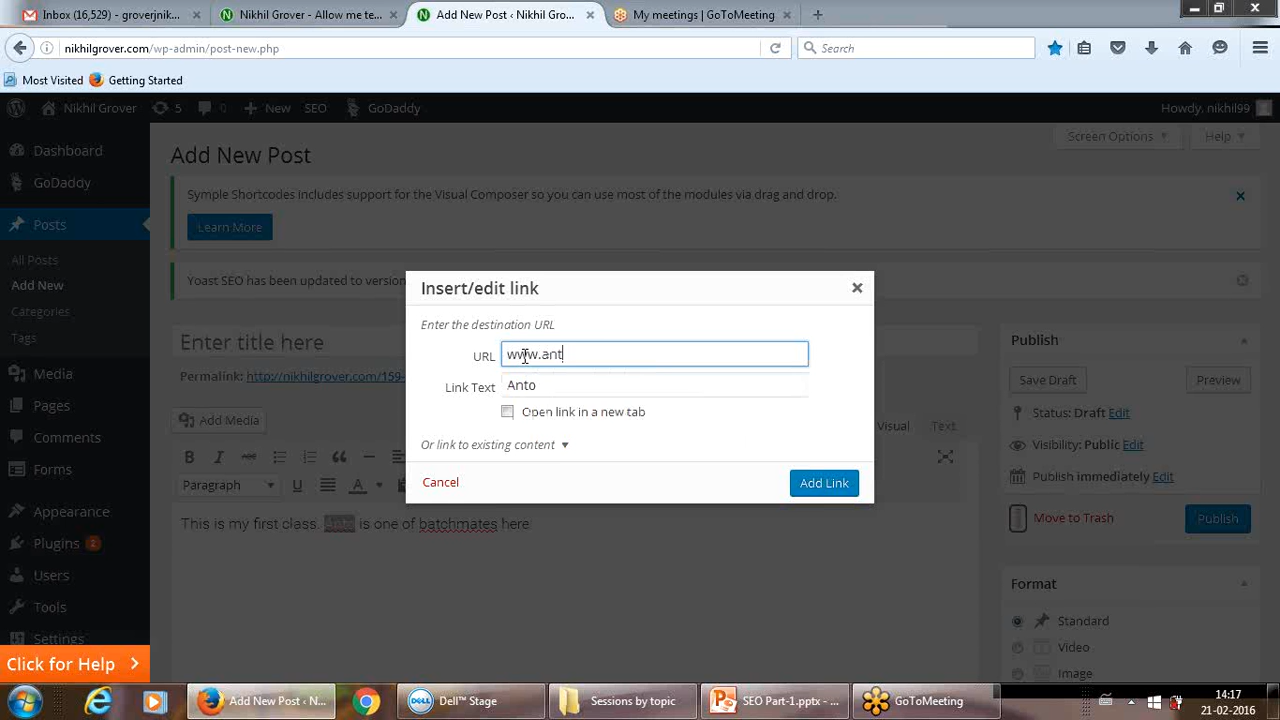 Inbox (16,529) - groverjnik...
Nikhil Grover - Allow me te...
Add New Post ‹ Nikhil Gro...
My meetings | GoToMeeting
nikhilgrover.com/wp-admin/post-new.php
Search
Most Visited
Getting Started
Nikhil Grover
5
0
New
SEO
GoDaddy
Howdy, nikhil99
Dashboard
GoDaddy
Posts
All Posts
Add New
Categories
Tags
Media
Pages
Comments
Forms
Appearance
Plugins 2
Users
Tools
Settings
Click for Help
Add New Post
Screen Options
Help
Symple Shortcodes includes support for the Visual Composer so you can use most of the modules via drag and drop.
Learn More
Yoast SEO has been updated to version
Enter title here
Permalink: http://nikhilgrover.com/159-
Add Media
Visual
Text
B I ABC
Paragraph
U
A
This is my first class. Anto is one of batchmates here
Insert/edit link
Enter the destination URL
URL
www.ant
Link Text
Anto
Open link in a new tab
Or link to existing content
Cancel
Add Link
Publish
Save Draft
Preview
Status: Draft Edit
Visibility: Public Edit
Publish immediately Edit
Move to Trash
Publish
Format
Standard
Video
Image
Add New Post ‹ N...
DELL
Dell™ Stage
Sessions by topic
SEO Part-1.pptx - ...
GoToMeeting
14:17
21-02-2016